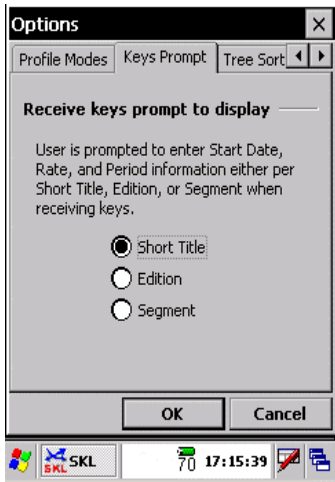 Options
Profile Modes Keys Prompt Tree Sort
Receive keys prompt to display
User is prompted to enter Start Date,
Rate, and Period information either per
Short Title, Edition, or Segment when
receiving keys.
Short Title
Edition
Segment
OK Cancel
SKL SKL 70 17:15:39